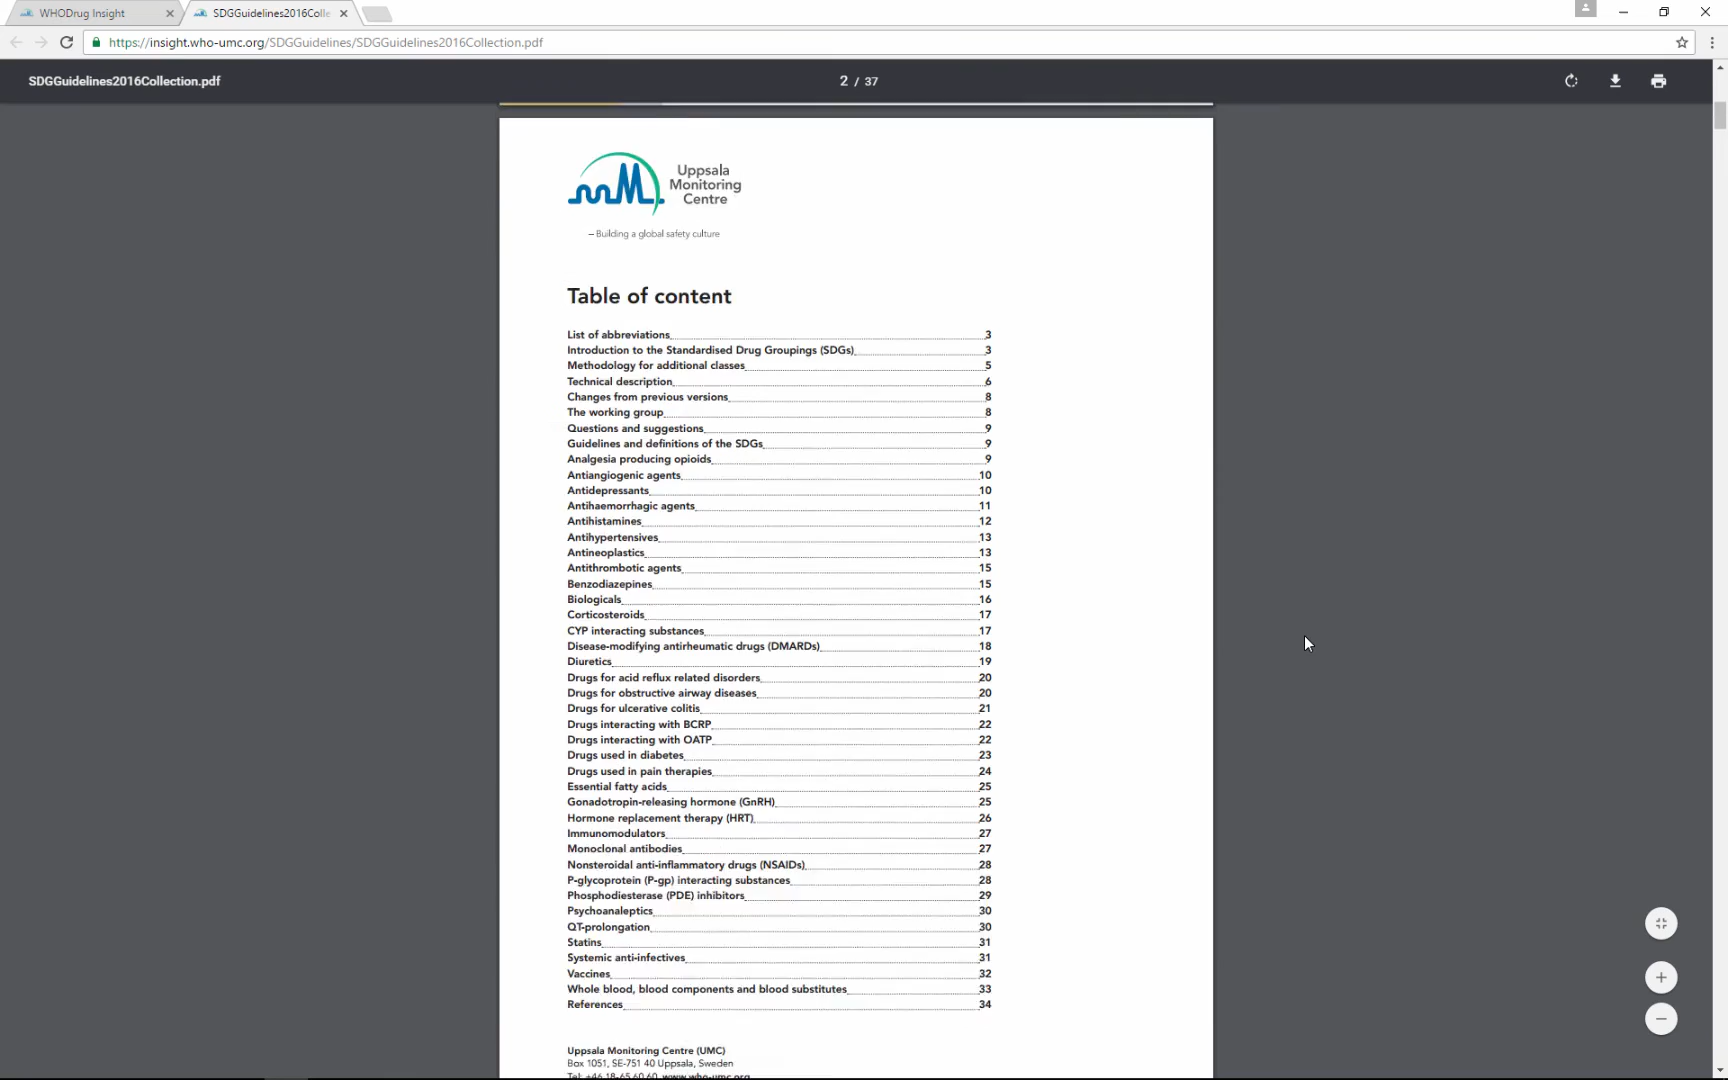 WHODrug Insight
SDGGuidelines2016Colle
https://insight.who-umc.org/SDGGuidelines/SDGGuidelines2016Collection.pdf
SDGGuidelines2016Collection.pdf
2 / 37
Uppsala
Monitoring
Centre
– Building a global safety culture
Table of content
List of abbreviations 3
Introduction to the Standardised Drug Groupings (SDGs) 3
Methodology for additional classes 5
Technical description 6
Changes from previous versions 8
The working group 8
Questions and suggestions 9
Guidelines and definitions of the SDGs 9
Analgesia producing opioids 9
Antiangiogenic agents 10
Antidepressants 10
Antihaemorrhagic agents 11
Antihistamines 12
Antihypertensives 13
Antineoplastics 13
Antithrombotic agents 15
Benzodiazepines 15
Biologicals 16
Corticosteroids 17
CYP interacting substances 17
Disease-modifying antirheumatic drugs (DMARDs) 18
Diuretics 19
Drugs for acid reflux related disorders 20
Drugs for obstructive airway diseases 20
Drugs for ulcerative colitis 21
Drugs interacting with BCRP 22
Drugs interacting with OATP 22
Drugs used in diabetes 23
Drugs used in pain therapies 24
Essential fatty acids 25
Gonadotropin-releasing hormone (GnRH) 25
Hormone replacement therapy (HRT) 26
Immunomodulators 27
Monoclonal antibodies 27
Nonsteroidal anti-inflammatory drugs (NSAIDs) 28
P-glycoprotein (P-gp) interacting substances 28
Phosphodiesterase (PDE) inhibitors 29
Psychoanaleptics 30
QT-prolongation 30
Statins 31
Systemic anti-infectives 31
Vaccines 32
Whole blood, blood components and blood substitutes 33
References 34
Uppsala Monitoring Centre (UMC)
Box 1051, SE-751 40 Uppsala, Sweden
Tel: +46 18-65 60 60, www.who-umc.org